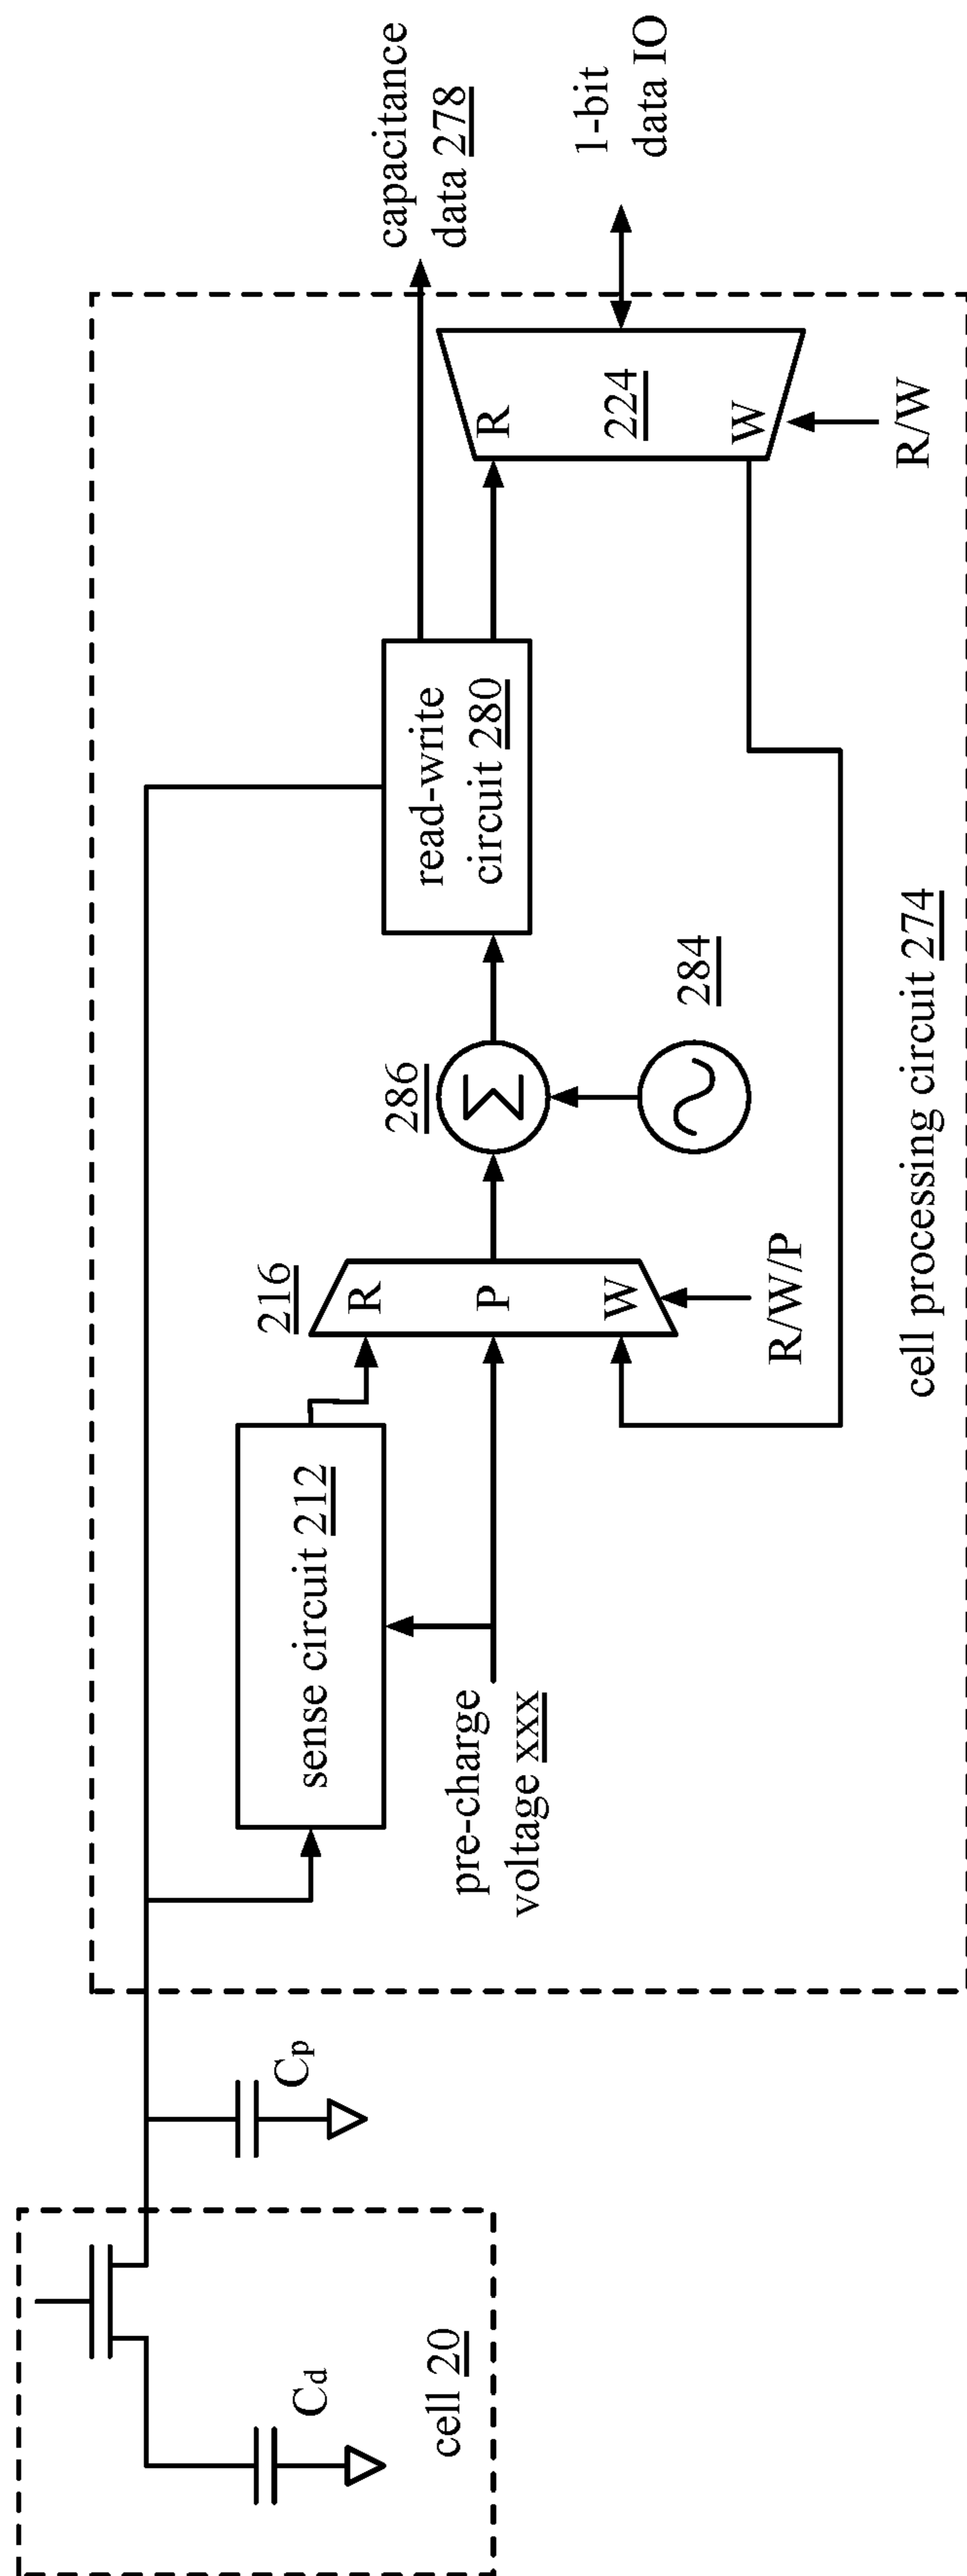 cell 20
Cd
Cp
sense circuit 212
pre-charge
voltage xxx
216
R
P
W
R/W/P
286
Σ
284
read-write
circuit 280
R
224
W
R/W
capacitance
data 278
1-bit
data IO
cell processing circuit 274